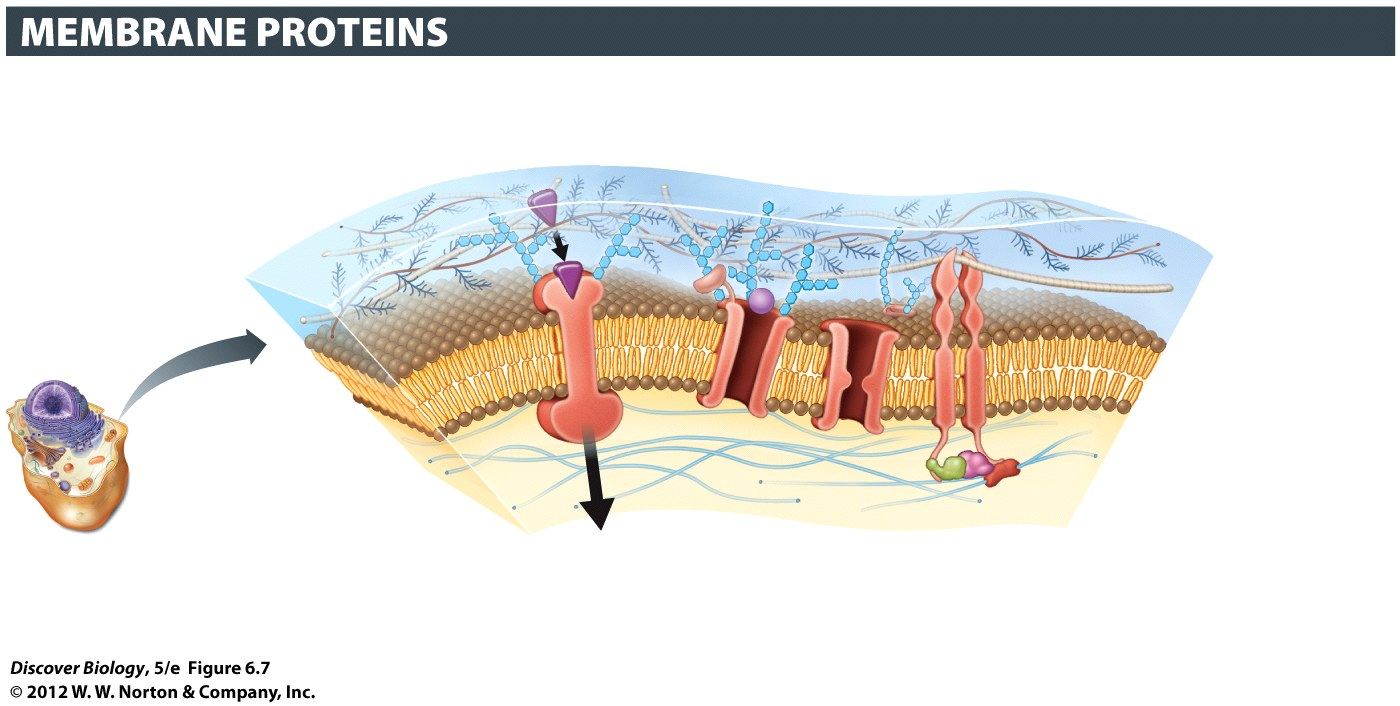 MEMBRANE PROTEINS
Discover Biology, 5/e Figure 6.7
© 2012 W. W. Norton & Company, Inc.